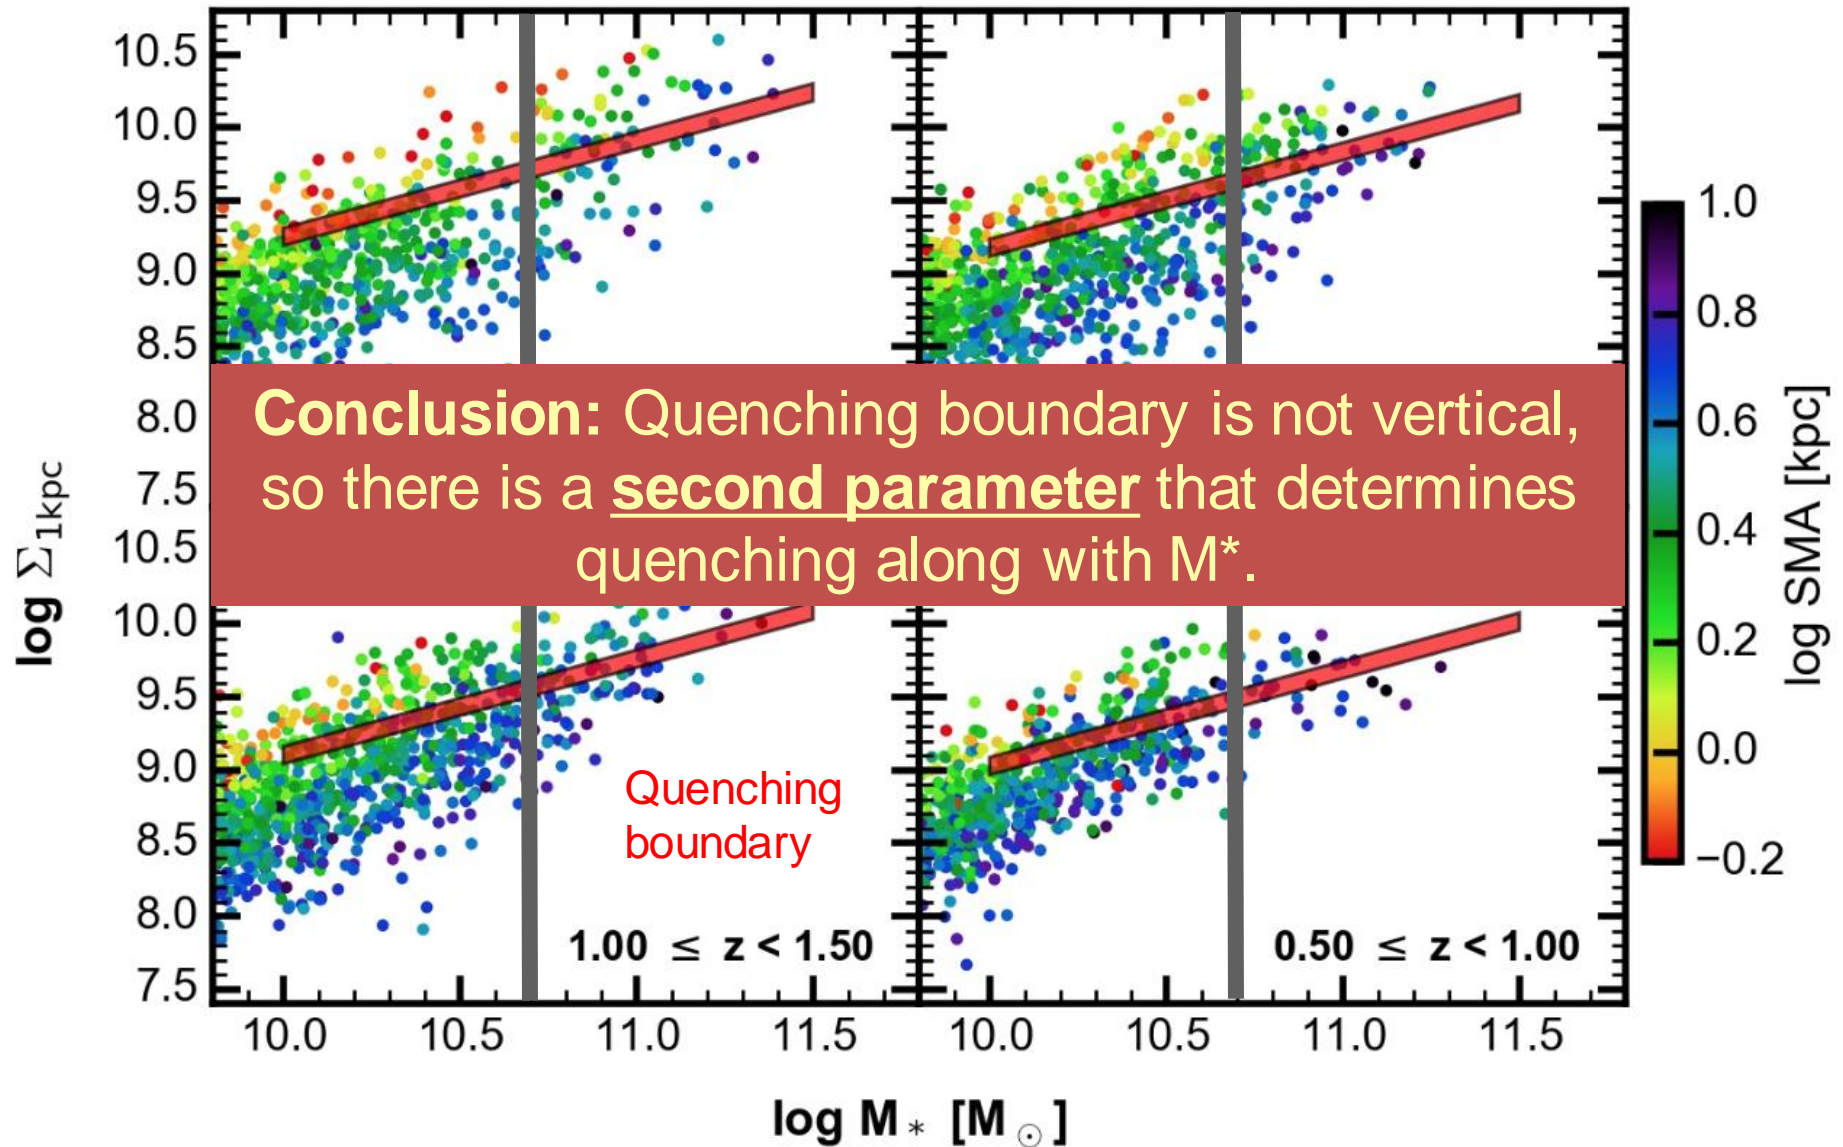 10.5
10.0
9.5
9.0
8.5
8.0
7.5
10.5
10.0
9.5
9.0
8.5
8.0
7.5
log Σ1kpc
Conclusion: Quenching boundary is not vertical,
so there is a second parameter that determines
quenching along with M*.
Quenching
boundary
1.00 ≤ z < 1.50
0.50 ≤ z < 1.00
10.0 10.5 11.0 11.5 10.0 10.5 11.0 11.5
log M* [M⊙]
1.0
0.8
0.6
0.4
0.2
0.0
−0.2
log SMA [kpc]